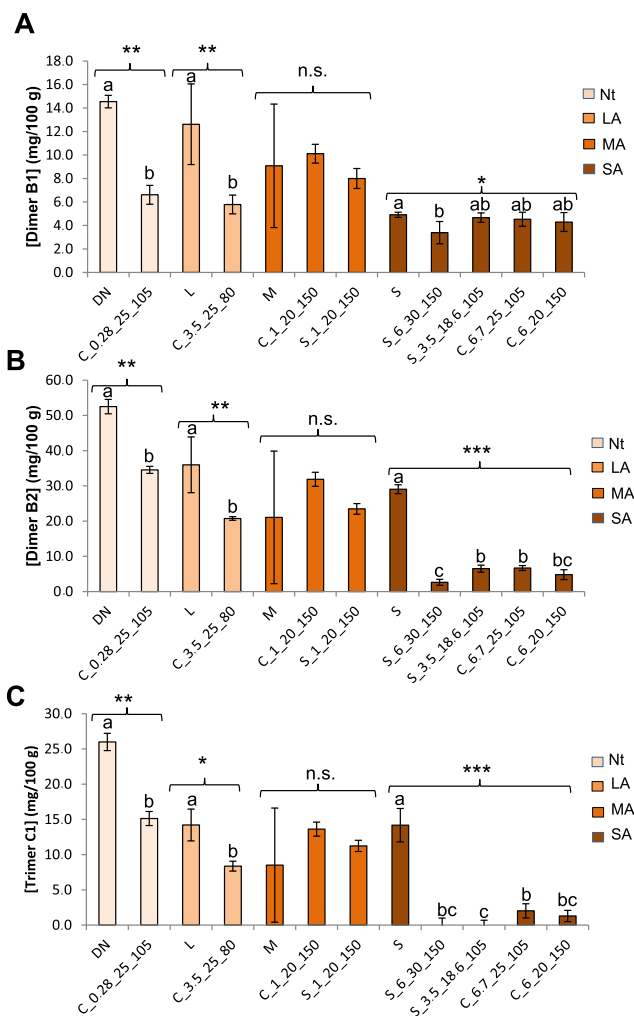 A
** ** n.s. *
[Dimer B1] (mg/100 g)
18.0
16.0
14.0
12.0
10.0
8.0
6.0
4.0
2.0
0.0
a b a b a b ab ab ab
DN C_0.28_25_105 L C_3.5_25_80 M C_1_20_150 S_1_20_150 S S_6_30_150 S_3.5_18.6_105 C_6.7_25_105 C_6_20_150
Nt
LA
MA
SA
B
** ** n.s. ***
[Dimer B2] (mg/100 g)
60.0
50.0
40.0
30.0
20.0
10.0
0.0
a b a b a c b b bc
DN C_0.28_25_105 L C_3.5_25_80 M C_1_20_150 S_1_20_150 S S_6_30_150 S_3.5_18.6_105 C_6.7_25_105 C_6_20_150
Nt
LA
MA
SA
C
** * n.s. ***
[Trimer C1] (mg/100 g)
30.0
25.0
20.0
15.0
10.0
5.0
0.0
a b a b a bc c b bc
DN C_0.28_25_105 L C_3.5_25_80 M C_1_20_150 S_1_20_150 S S_6_30_150 S_3.5_18.6_105 C_6.7_25_105 C_6_20_150
Nt
LA
MA
SA